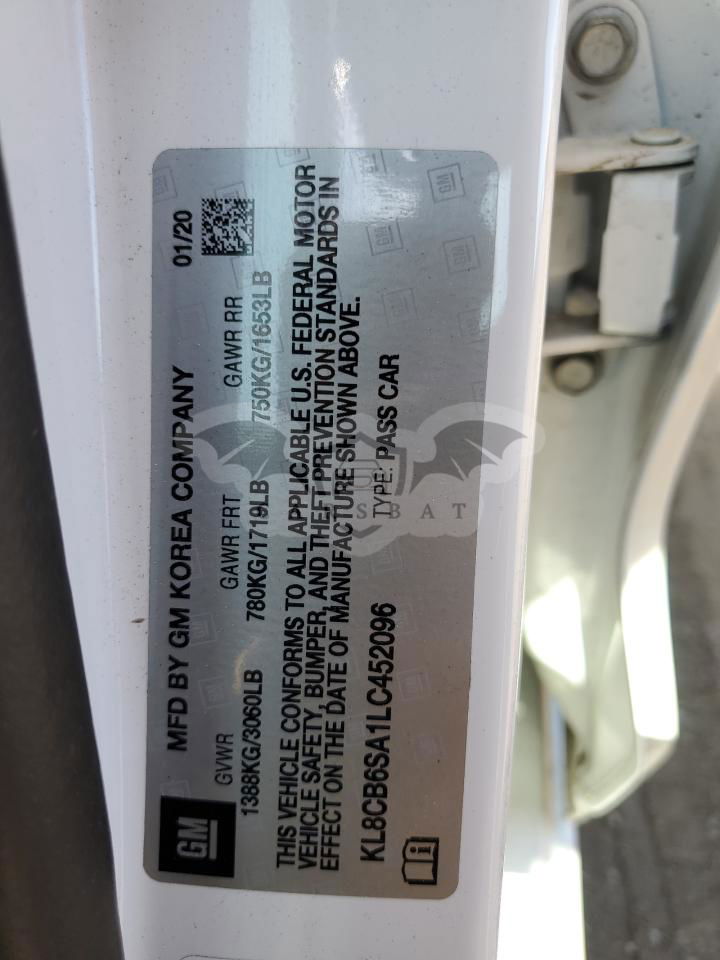 GM
MFD BY GM KOREA COMPANY 01/20
GVWR GAWR FRT GAWR RR
1388KG/3060LB 780KG/1719LB 750KG/1653LB
THIS VEHICLE CONFORMS TO ALL APPLICABLE U.S. FEDERAL MOTOR
VEHICLE SAFETY, BUMPER, AND THEFT PREVENTION STANDARDS IN
EFFECT ON THE DATE OF MANUFACTURE SHOWN ABOVE.
KL8CB6SA1LC452096 TYPE: PASS CAR